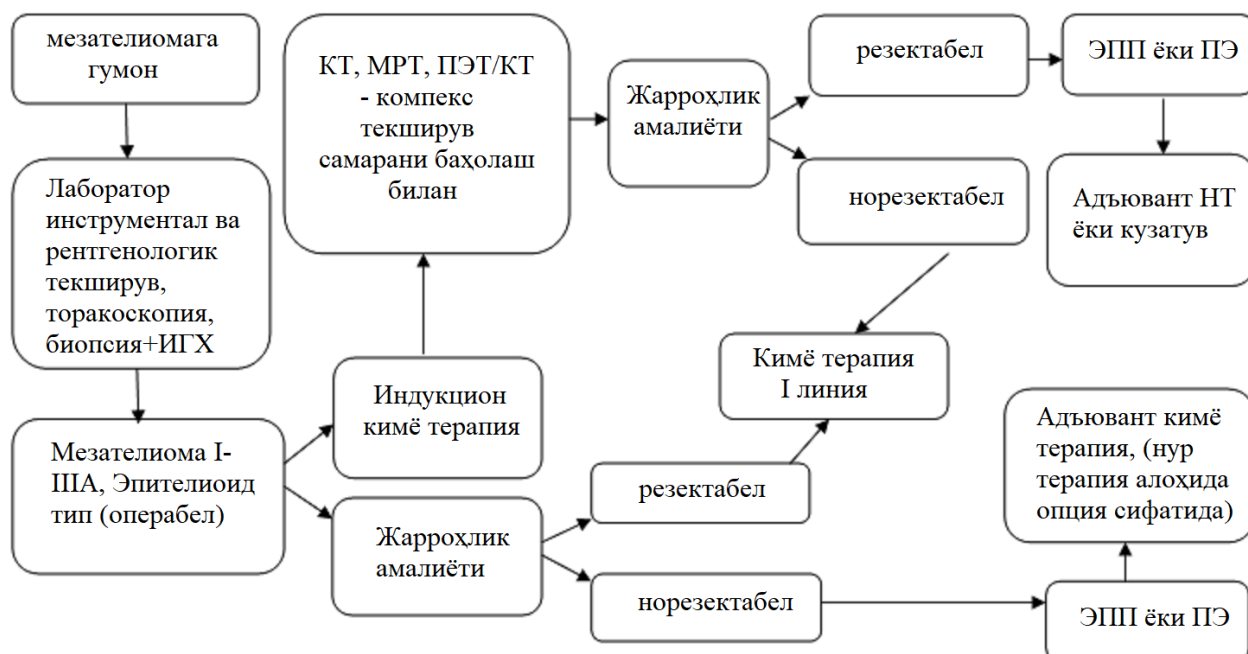 мезателиомага
гумон
Лаборатор
инструментал ва
рентгенологик
текширув,
торакоскопия,
биопсия+ИГХ
Мезателиома I-
IIIA, Эпителиоид
тип (операбел)
Индукцион
кимё терапия
КТ, МРТ, ПЭТ/КТ
- компекс
текширув
самарани баҳолаш
билан
Жарроҳлик
амалиёти
резектабел
ЭПП ёки ПЭ
Адъювант НТ
ёки кузатув
норезектабел
Кимё терапия
I линия
Жарроҳлик
амалиёти
резектабел
норезектабел
ЭПП ёки ПЭ
Адъювант кимё
терапия, (нур
терапия алоҳида
опция сифатида)